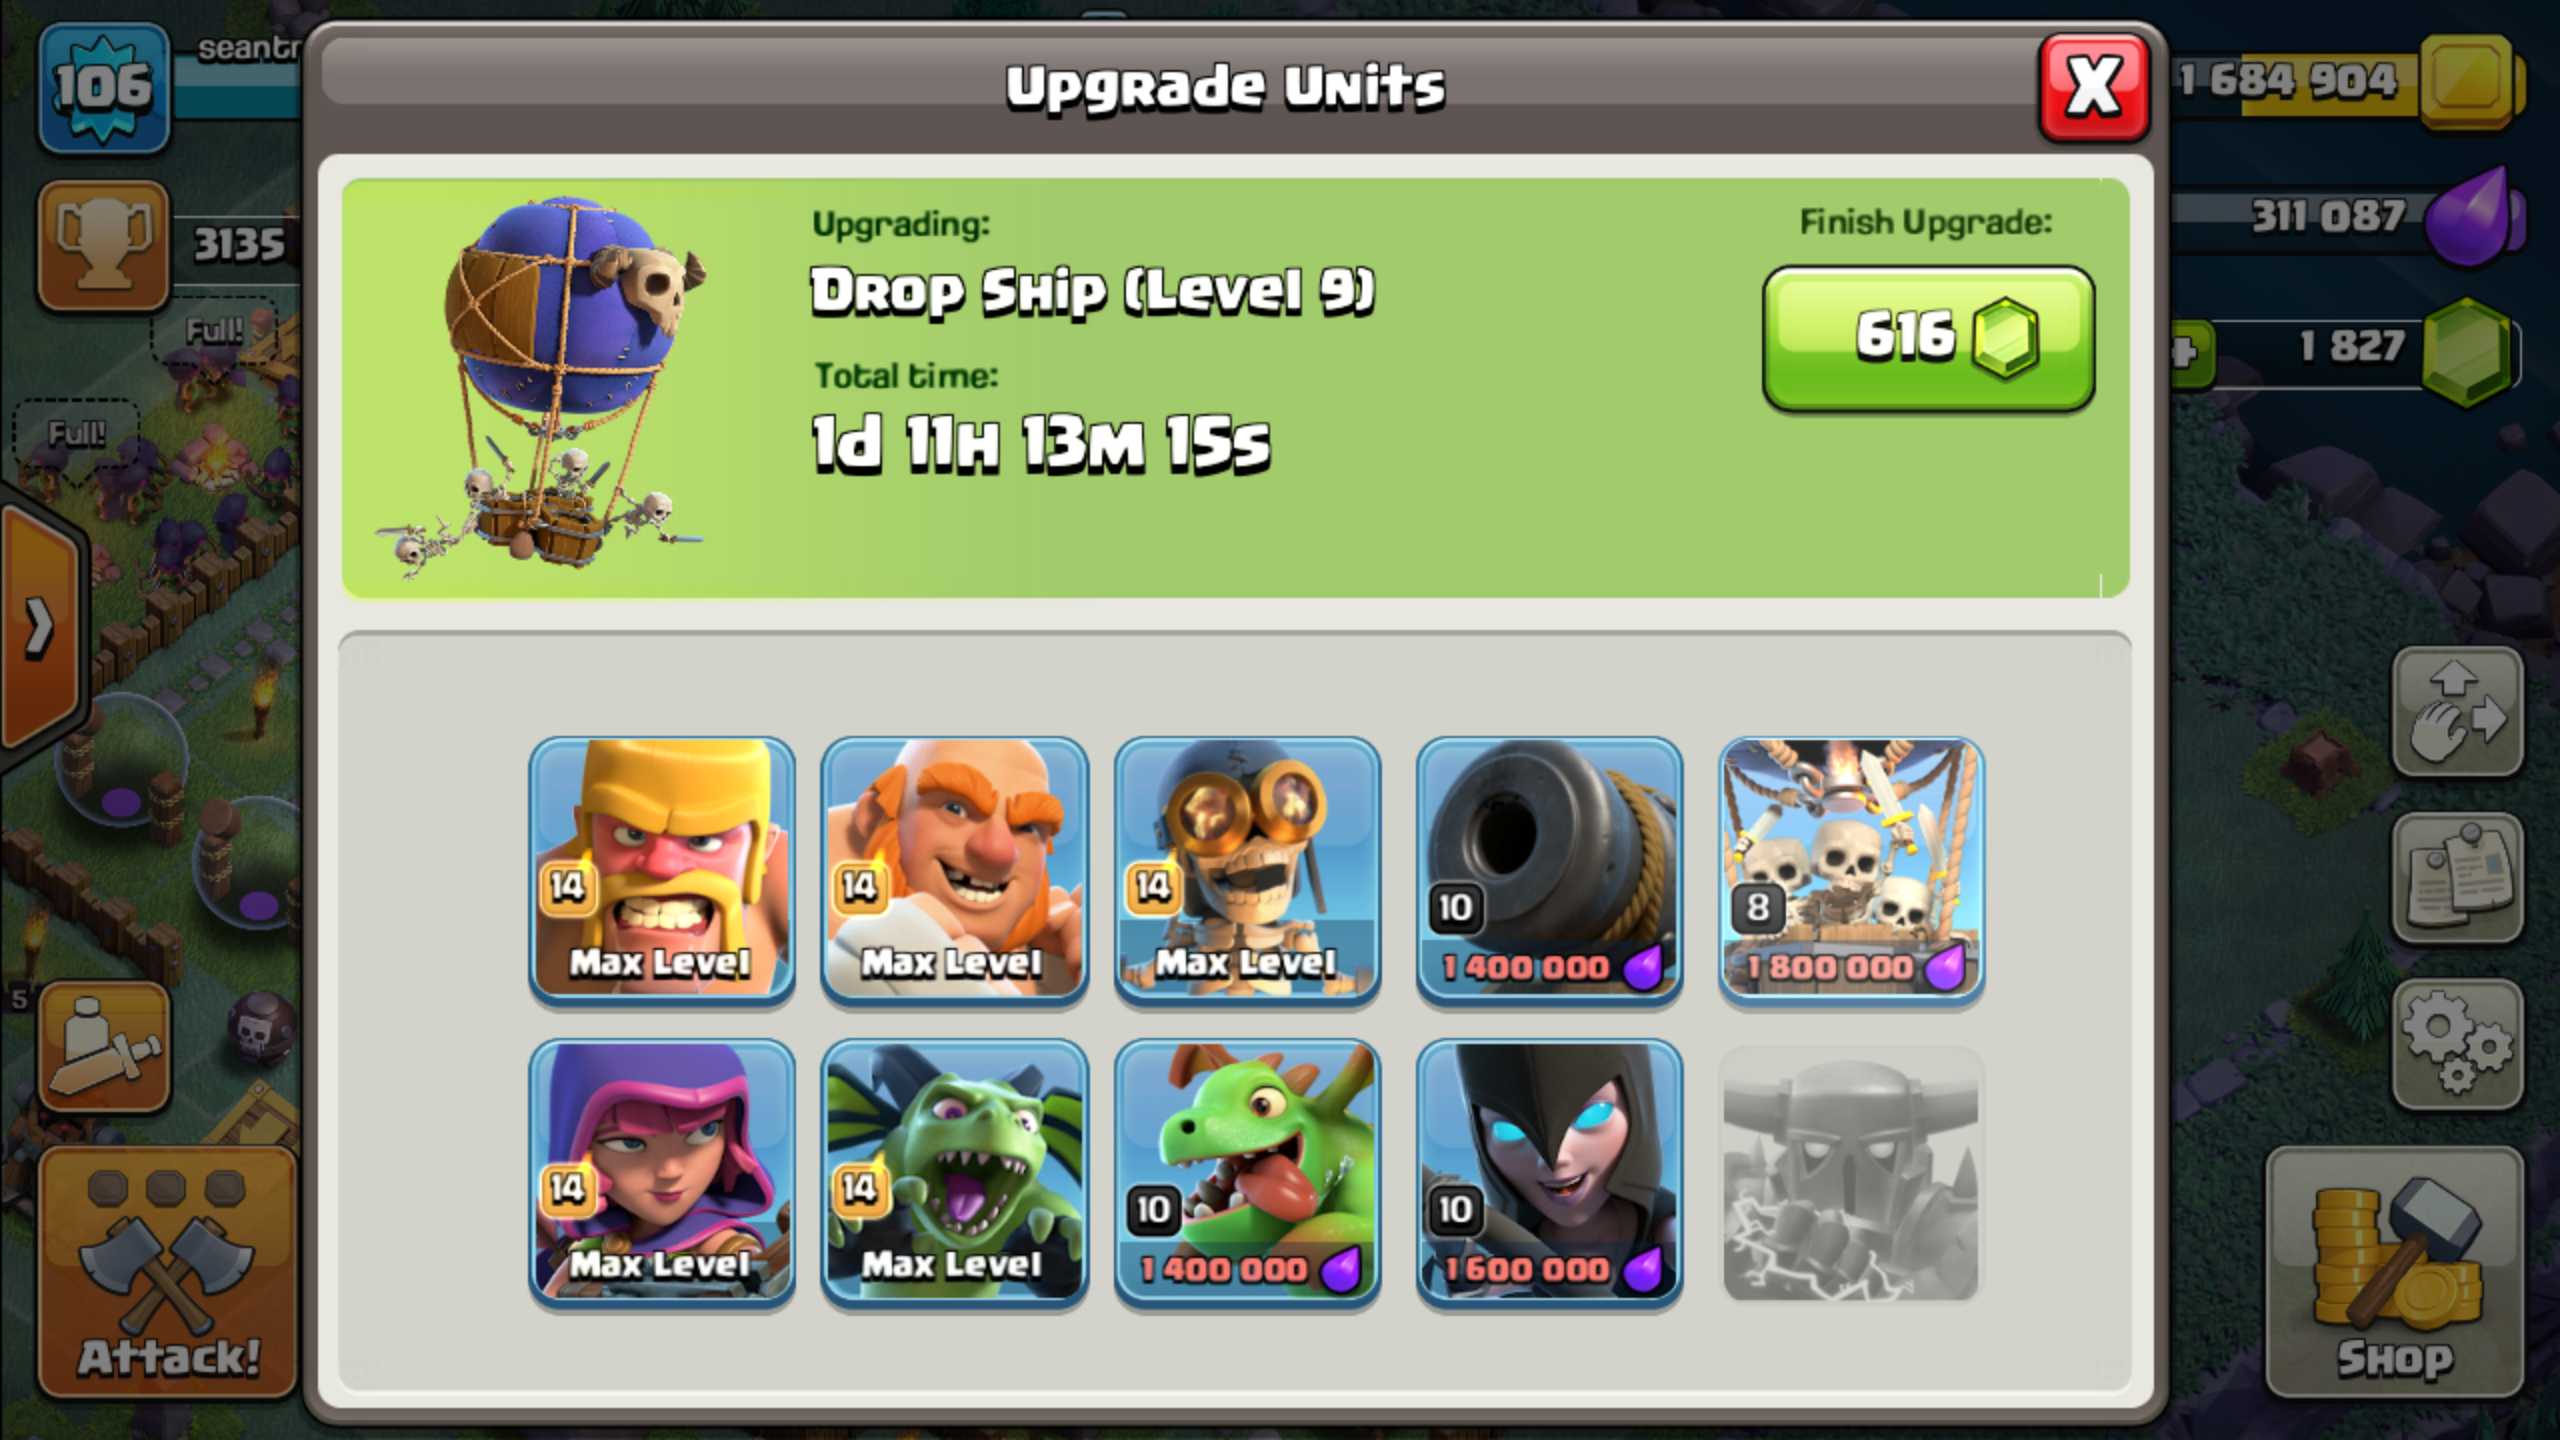 106
seantr
Upgrade Units
X
1 684 904
3135
311 087
1 827
Full!
Full!
Upgrading:
Drop Ship (Level 9)
Total time:
1d 11H 13M 15s
Finish Upgrade:
616
14
Max Level
14
Max Level
14
Max Level
10
1 400 000
8
1 800 000
14
Max Level
14
Max Level
10
1 400 000
10
1 600 000
5
Attack!
Shop